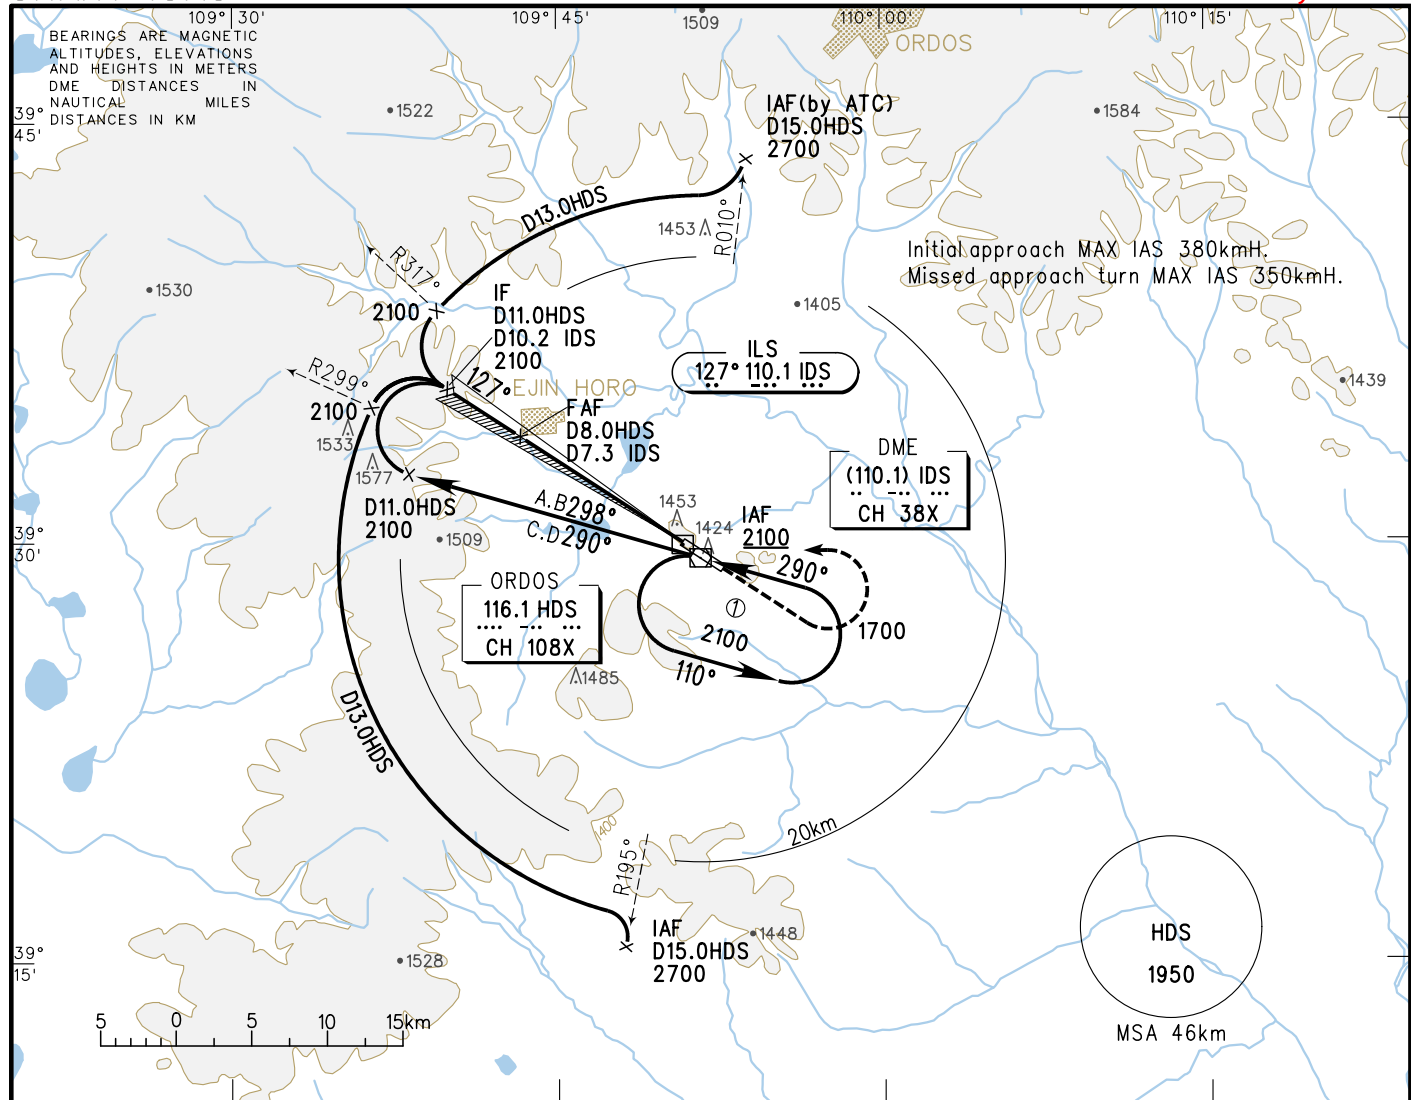 109° 30'
109° 45'
1509
110° 00'
110° 15'
BEARINGS ARE MAGNETIC
ALTITUDES, ELEVATIONS
AND HEIGHTS IN METERS
DME DISTANCES IN
NAUTICAL MILES
DISTANCES IN KM
ORDOS
39°
45'
1522
IAF(by ATC)
D15.0HDS
2700
1584
D13.0HDS
1453
R010°
Initial approach MAX IAS 380kmH.
Missed approach turn MAX IAS 350kmH.
R317°
1530
2100
IF
D11.0HDS
D10.2 IDS
2100
1405
ILS
127° 110.1 IDS
R299°
127°
EJIN HORO
1439
2100
FAF
D8.0HDS
D7.3 IDS
1533
1577
DME
(110.1) IDS
CH 38X
D11.0HDS
2100
A.B298°
C.D290°
1453
1424
IAF
2100
290°
39°
30'
1509
ORDOS
116.1 HDS
CH 108X
1
2100
110°
1700
1485
D13.0HDS
1400
20km
R195°
IAF
D15.0HDS
2700
1448
HDS
1950
MSA 46km
39°
15'
1528
5 0 5 10 15km